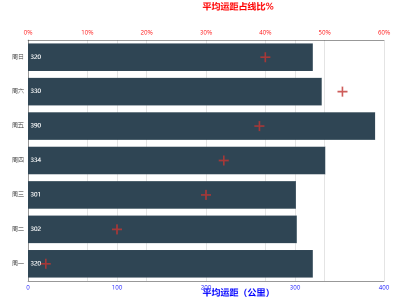 平均运距占线比%
0% 10% 20% 30% 40% 50% 60%
周日 320
周六 330
周五 390
周四 334
周三 301
周二 302
周一 320
0 100 200 300 400
平均运距（公里）